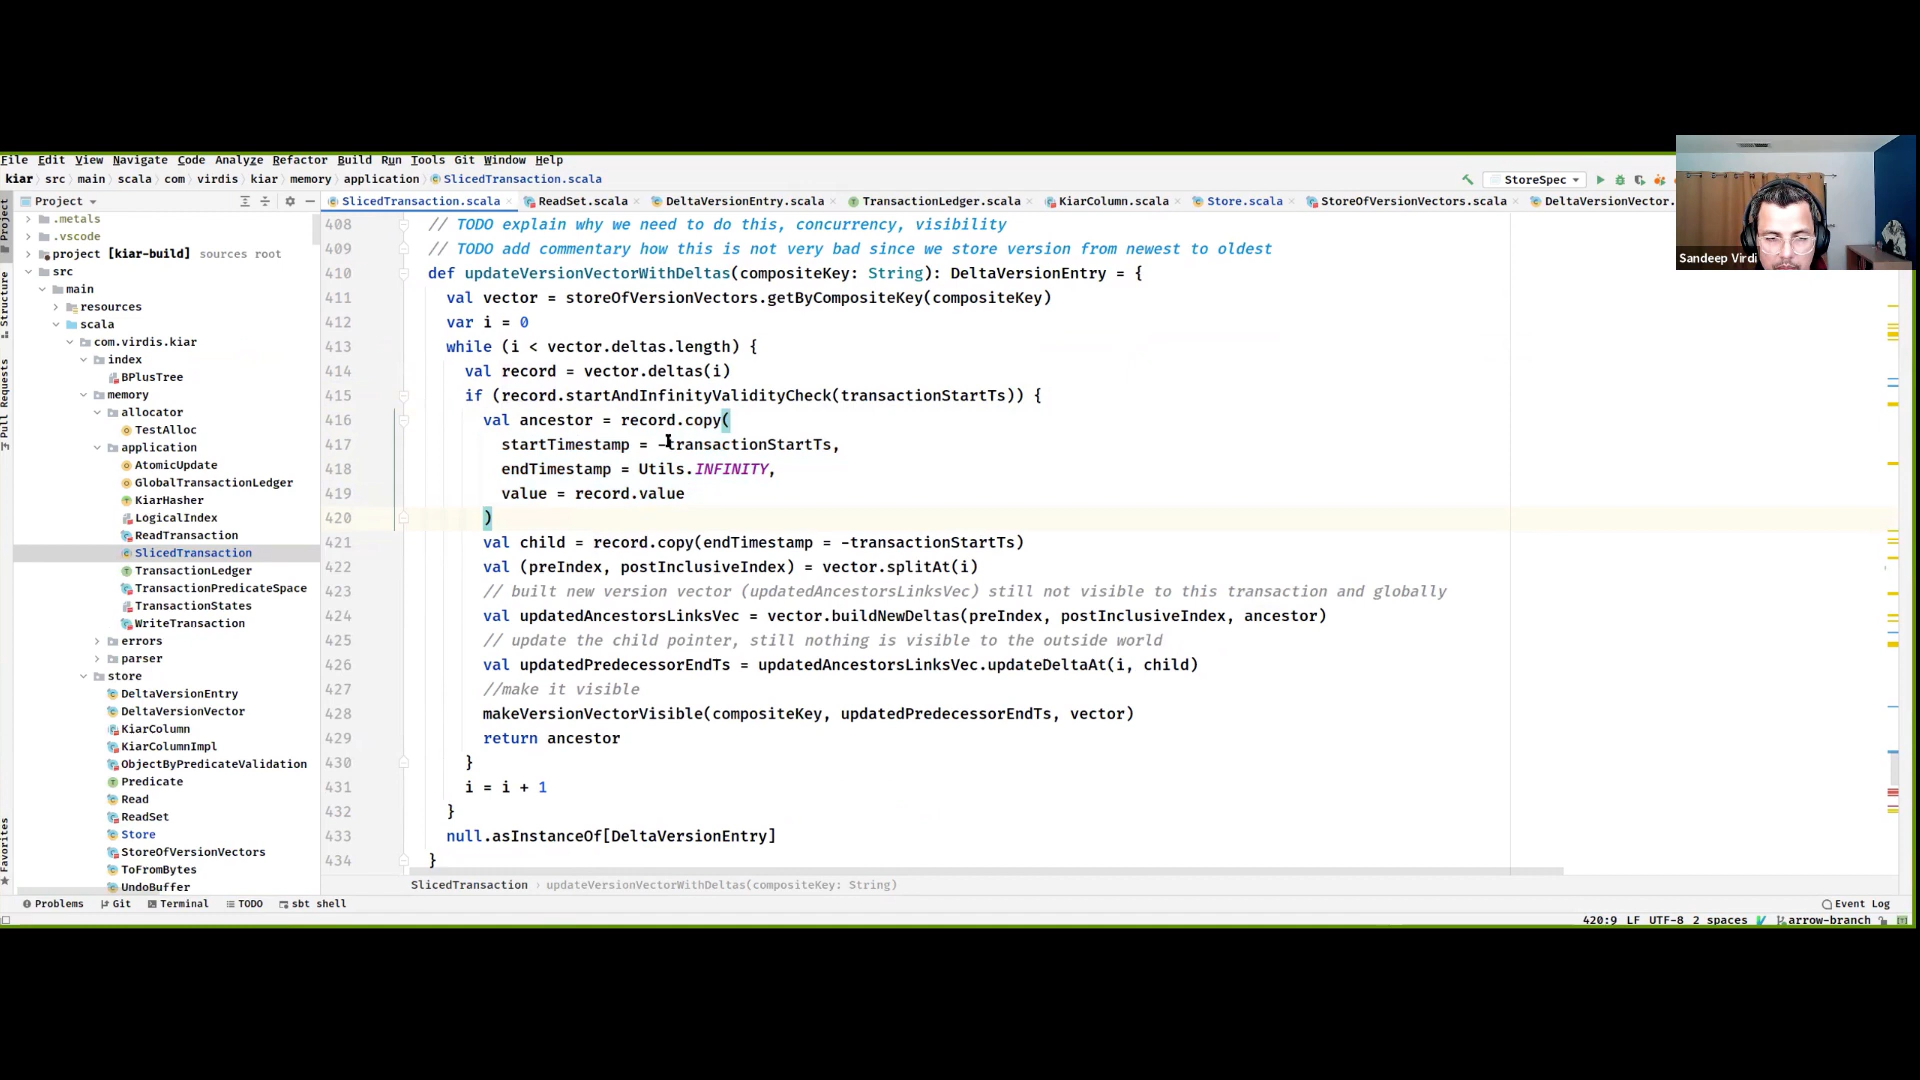 File Edit View Navigate Code Analyze Refactor Build Run Tools Git Window Help
kiar src main scala com virdis kiar memory application SlicedTransaction.scala
StoreSpec
Project
SlicedTransaction.scala ReadSet.scala DeltaVersionEntry.scala TransactionLedger.scala KiarColumn.scala Store.scala StoreOfVersionVectors.scala DeltaVersionVector.
Sandeep Virdi
Project
Structure
Pull Requests
Favorites
.metals
.vscode
project [kiar-build] sources root
src
main
resources
scala
com.virdis.kiar
index
BPlusTree
memory
allocator
TestAlloc
application
AtomicUpdate
GlobalTransactionLedger
KiarHasher
LogicalIndex
ReadTransaction
SlicedTransaction
TransactionLedger
TransactionPredicateSpace
TransactionStates
WriteTransaction
errors
parser
store
DeltaVersionEntry
DeltaVersionVector
KiarColumn
KiarColumnImpl
ObjectByPredicateValidation
Predicate
Read
ReadSet
Store
StoreOfVersionVectors
ToFromBytes
UndoBuffer
408 // TODO explain why we need to do this, concurrency, visibility
409 // TODO add commentary how this is not very bad since we store version from newest to oldest
410 def updateVersionVectorWithDeltas(compositeKey: String): DeltaVersionEntry = {
411 val vector = storeOfVersionVectors.getByCompositeKey(compositeKey)
412 var i = 0
413 while (i < vector.deltas.length) {
414 val record = vector.deltas(i)
415 if (record.startAndInfinityValidityCheck(transactionStartTs)) {
416 val ancestor = record.copy(
417 startTimestamp = -transactionStartTs,
418 endTimestamp = Utils.INFINITY,
419 value = record.value
420 )
421 val child = record.copy(endTimestamp = -transactionStartTs)
422 val (preIndex, postInclusiveIndex) = vector.splitAt(i)
423 // built new version vector (updatedAncestorsLinksVec) still not visible to this transaction and globally
424 val updatedAncestorsLinksVec = vector.buildNewDeltas(preIndex, postInclusiveIndex, ancestor)
425 // update the child pointer, still nothing is visible to the outside world
426 val updatedPredecessorEndTs = updatedAncestorsLinksVec.updateDeltaAt(i, child)
427 //make it visible
428 makeVersionVectorVisible(compositeKey, updatedPredecessorEndTs, vector)
429 return ancestor
430 }
431 i = i + 1
432 }
433 null.asInstanceOf[DeltaVersionEntry]
434 }
SlicedTransaction updateVersionVectorWithDeltas(compositeKey: String)
Problems Git Terminal TODO sbt shell Event Log
420:9 LF UTF-8 2 spaces arrow-branch